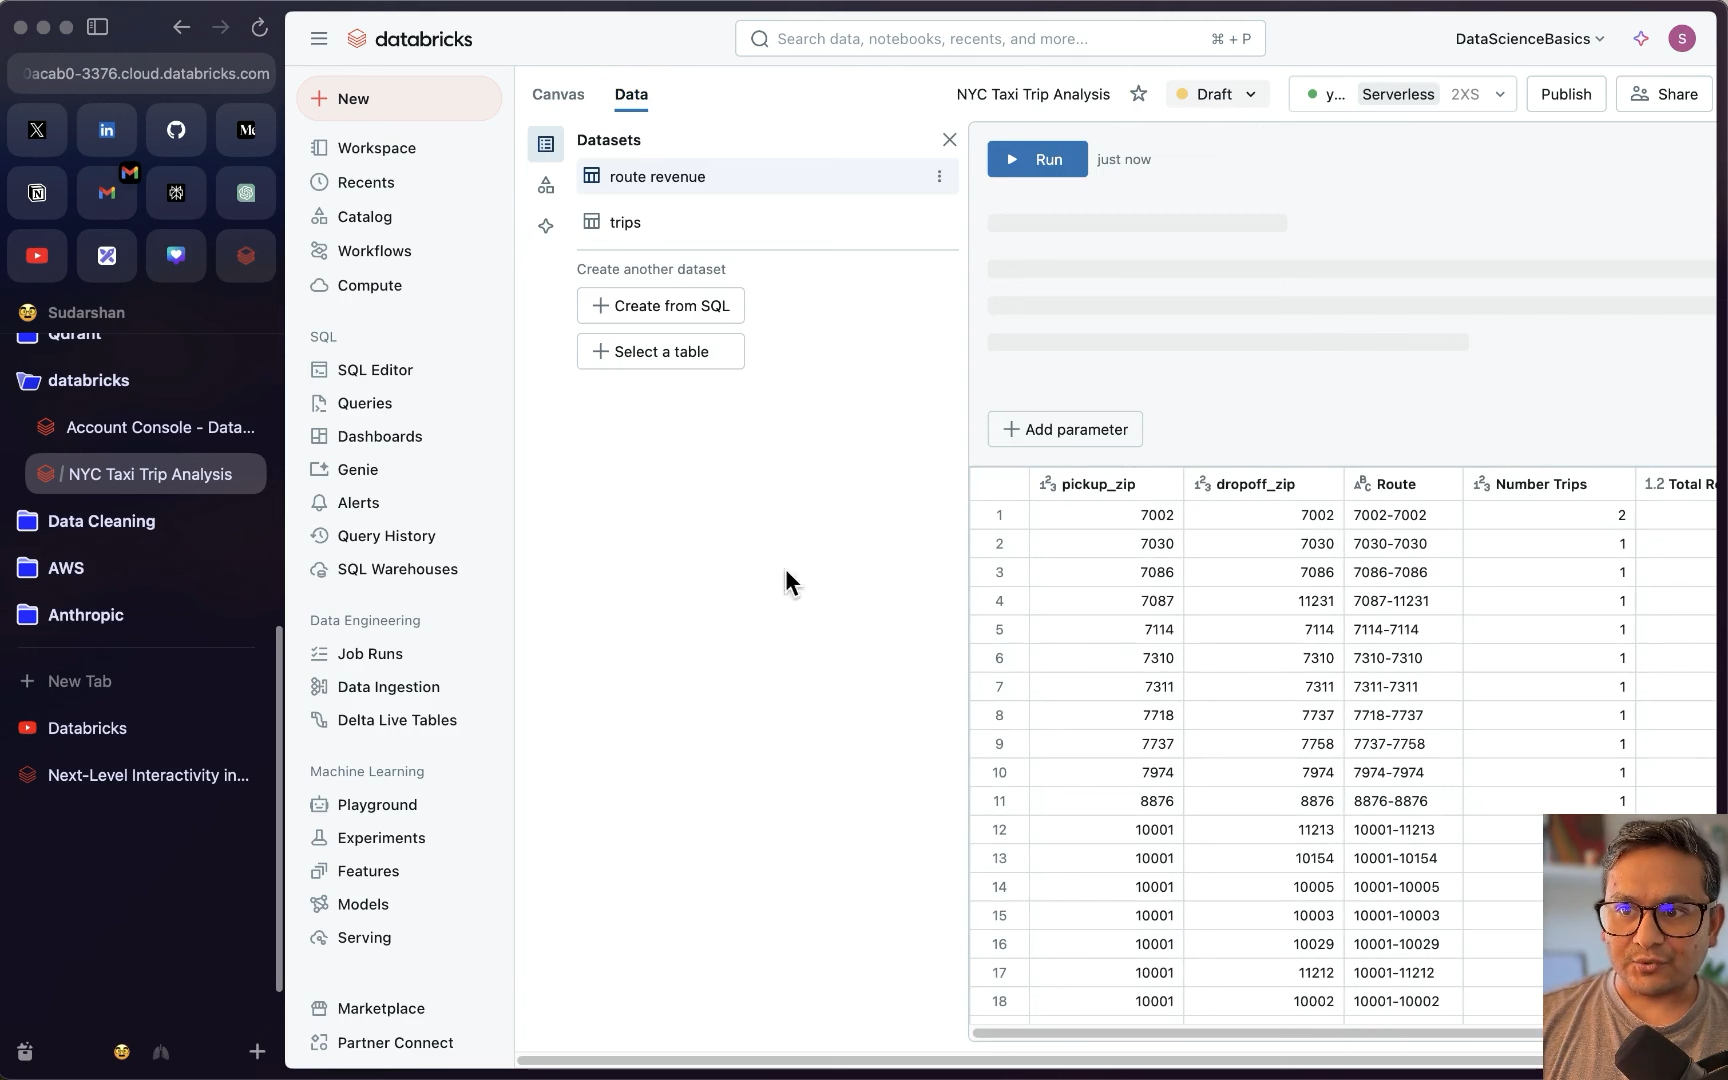 0acab0-3376.cloud.databricks.com
Sudarshan
Qdrant
databricks
Account Console - Data...
/ NYC Taxi Trip Analysis
Data Cleaning
AWS
Anthropic
New Tab
Databricks
Next-Level Interactivity in...
databricks
Search data, notebooks, recents, and more...
⌘ + P
DataScienceBasics
S
New
Workspace
Recents
Catalog
Workflows
Compute
SQL
SQL Editor
Queries
Dashboards
Genie
Alerts
Query History
SQL Warehouses
Data Engineering
Job Runs
Data Ingestion
Delta Live Tables
Machine Learning
Playground
Experiments
Features
Models
Serving
Marketplace
Partner Connect
Canvas
Data
NYC Taxi Trip Analysis
Draft
y... Serverless 2XS
Publish
Share
Datasets
route revenue
trips
Create another dataset
Create from SQL
Select a table
Run
just now
Add parameter
pickup_zip dropoff_zip Route Number Trips 1.2 Total R
1 7002 7002 7002-7002 2
2 7030 7030 7030-7030 1
3 7086 7086 7086-7086 1
4 7087 11231 7087-11231 1
5 7114 7114 7114-7114 1
6 7310 7310 7310-7310 1
7 7311 7311 7311-7311 1
8 7718 7737 7718-7737 1
9 7737 7758 7737-7758 1
10 7974 7974 7974-7974 1
11 8876 8876 8876-8876 1
12 10001 11213 10001-11213
13 10001 10154 10001-10154
14 10001 10005 10001-10005
15 10001 10003 10001-10003
16 10001 10029 10001-10029
17 10001 11212 10001-11212
18 10001 10002 10001-10002